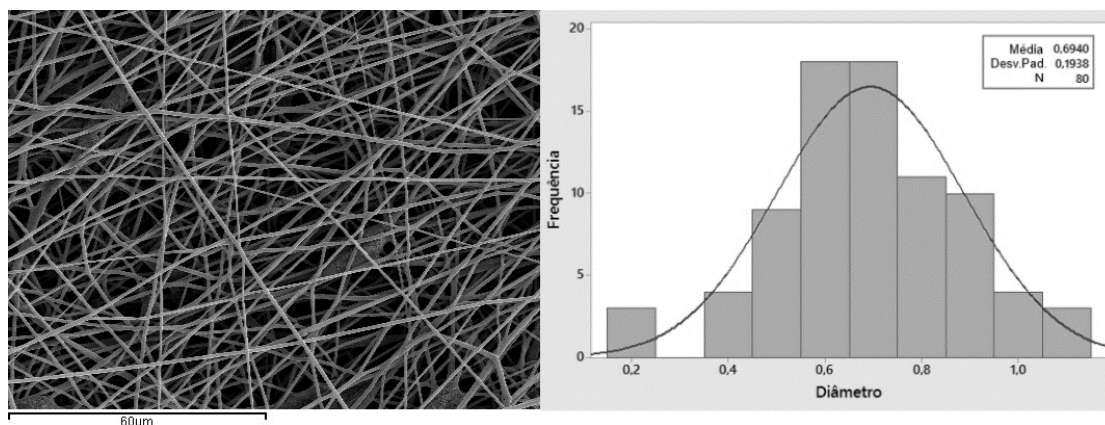 60µm
20
15
10
5
0
Frequência
Média 0,6940
Desv.Pad. 0,1938
N 80
0,2 0,4 0,6 0,8 1,0
Diâmetro